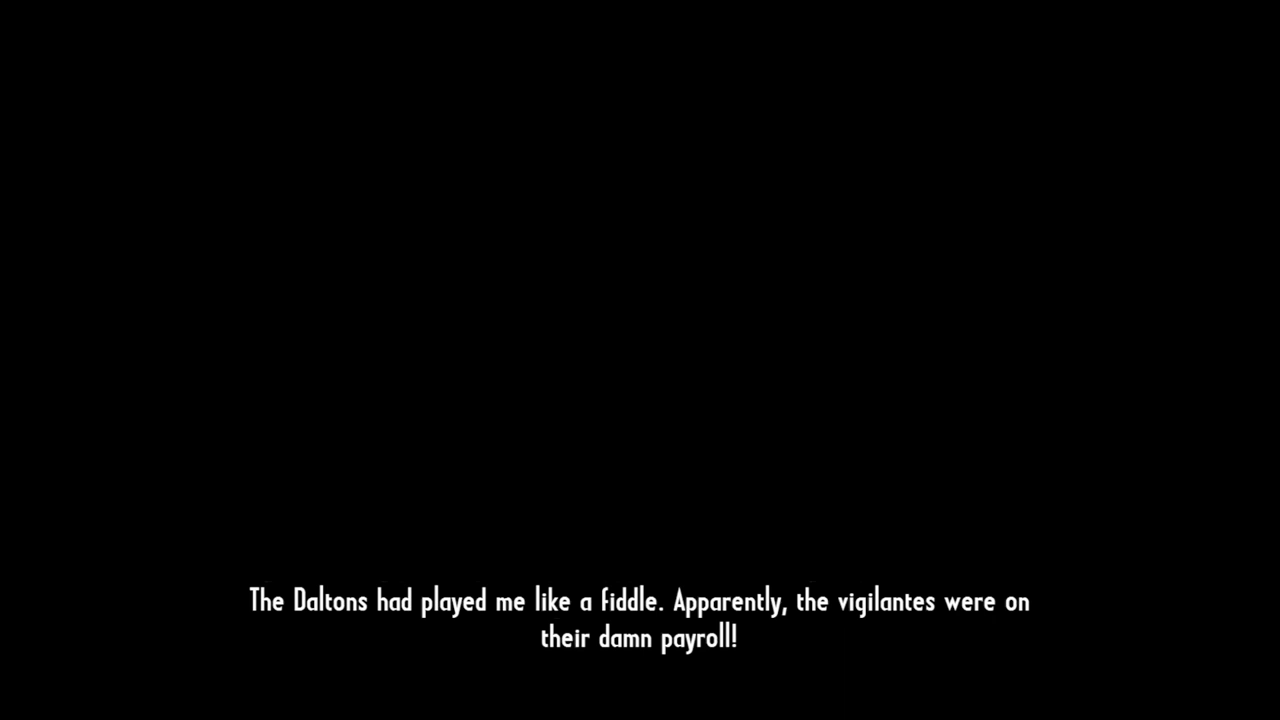 The Daltons had played me like a fiddle. Apparently, the vigilantes were on
their damn payroll!